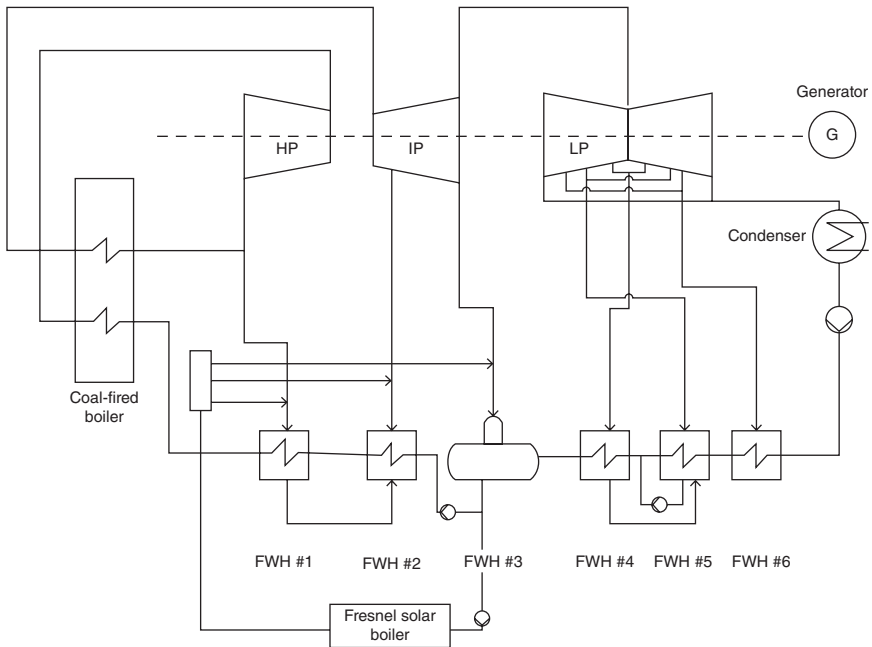 Generator
G
HP
IP
LP
Condenser
Coal-fired
boiler
FWH #1
FWH #2
FWH #3
FWH #4
FWH #5
FWH #6
Fresnel solar
boiler